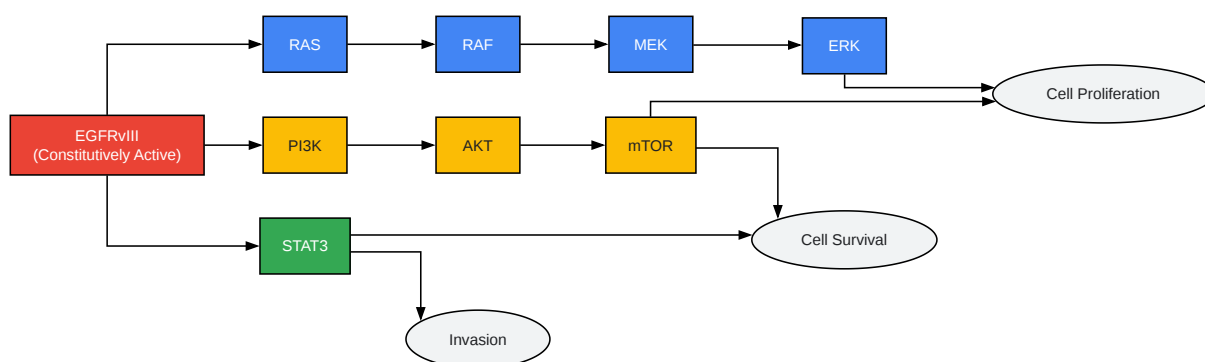 RAS
RAF
MEK
ERK
Cell Proliferation
EGFRvIII
(Constitutively Active)
PI3K
AKT
mTOR
STAT3
Cell Survival
Invasion